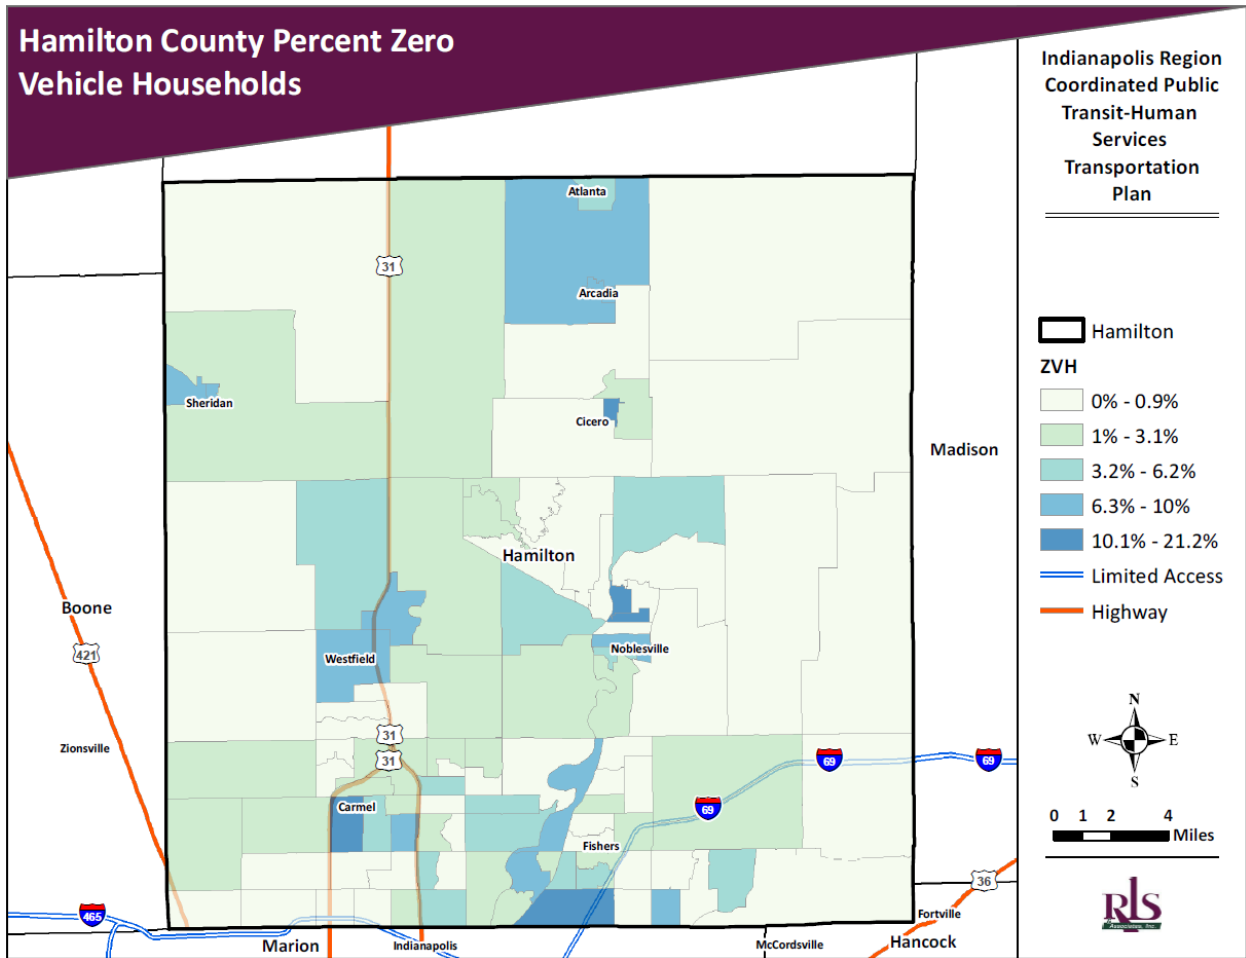 Hamilton County Percent Zero
Vehicle Households
Indianapolis Region
Coordinated Public
Transit-Human
Services
Transportation
Plan
Hamilton
ZVH
0% - 0.9%
1% - 3.1%
3.2% - 6.2%
6.3% - 10%
10.1% - 21.2%
Limited Access
Highway
Atlanta
31
Arcadia
Sheridan
Cicero
Madison
Hamilton
Boone
421
Noblesville
Westfield
N
W
E
S
31
Zionsville
31
69
69
69
Carmel
0 1 2 4
Miles
Fishers
36
465
RLS
& Associates, Inc.
Fortville
Marion
Indianapolis
McCordsville
Hancock